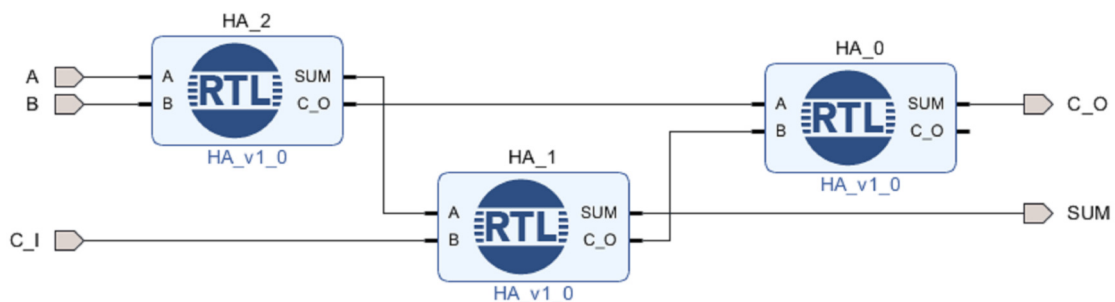 HA_2
A
B
A
B
RTL
SUM
C_O
HA_v1_0
HA_0
A
B
RTL
SUM
C_O
HA_v1_0
C_O
HA_1
C_I
A
B
RTL
SUM
C_O
HA_v1_0
SUM